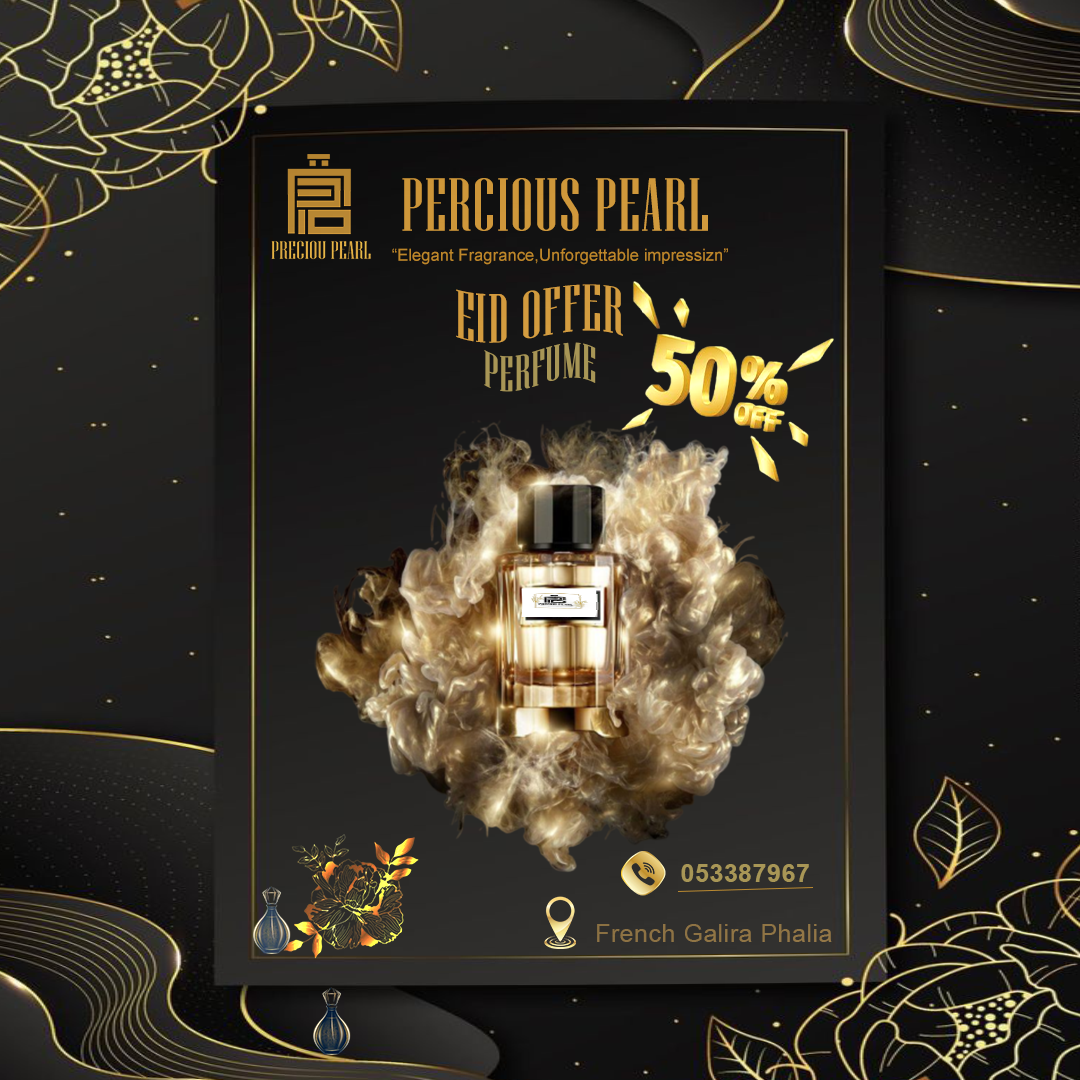 PERCIOUS PEARL
PRECIOU PEARL
“Elegant Fragrance,Unforgettable impressizn”
EID OFFER
PERFUME
50%
OFF
053387967
French Galira Phalia